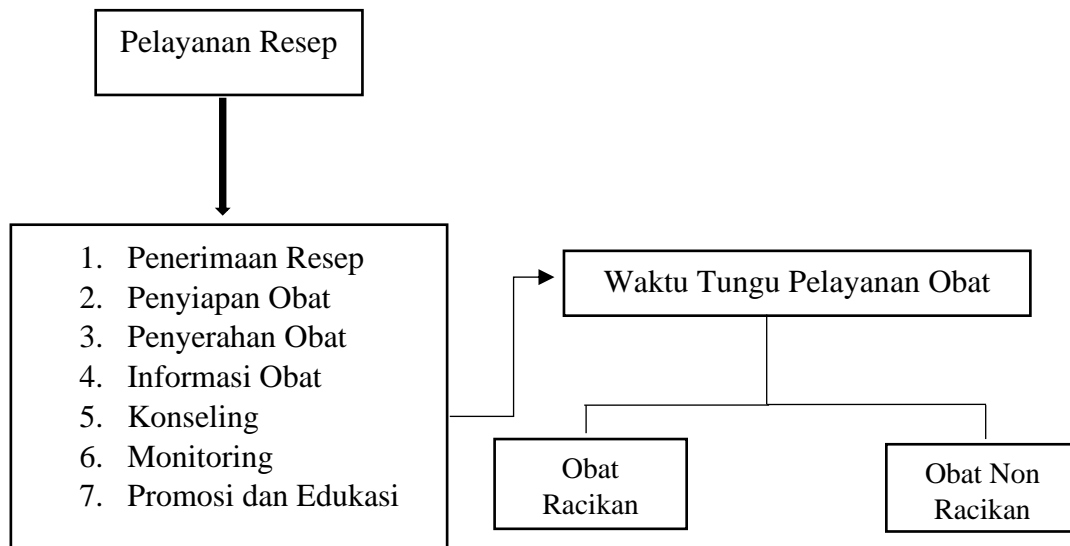 Pelayanan Resep
1. Penerimaan Resep
2. Penyiapan Obat
3. Penyerahan Obat
4. Informasi Obat
5. Konseling
6. Monitoring
7. Promosi dan Edukasi
Waktu Tungu Pelayanan Obat
Obat
Racikan
Obat Non
Racikan